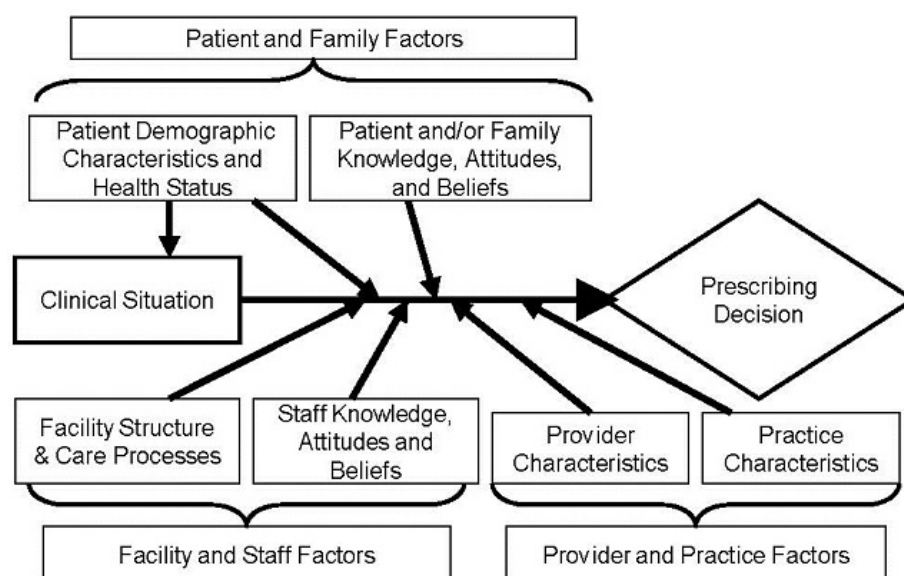 Patient and Family Factors
Patient Demographic
Characteristics and
Health Status
Patient and/or Family
Knowledge, Attitudes,
and Beliefs
Clinical Situation
Prescribing
Decision
Facility Structure
& Care Processes
Staff Knowledge,
Attitudes and
Beliefs
Provider
Characteristics
Practice
Characteristics
Facility and Staff Factors
Provider and Practice Factors